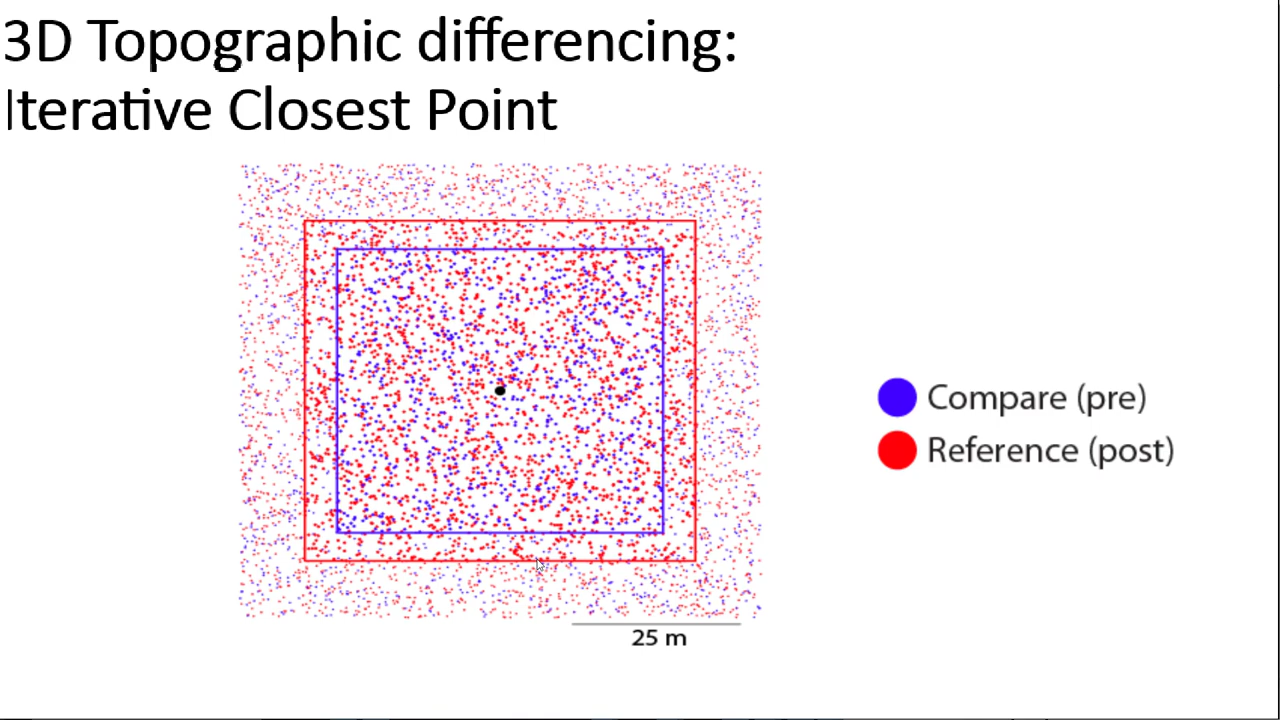 3D Topographic differencing:
Iterative Closest Point
Compare (pre)
Reference (post)
25 m